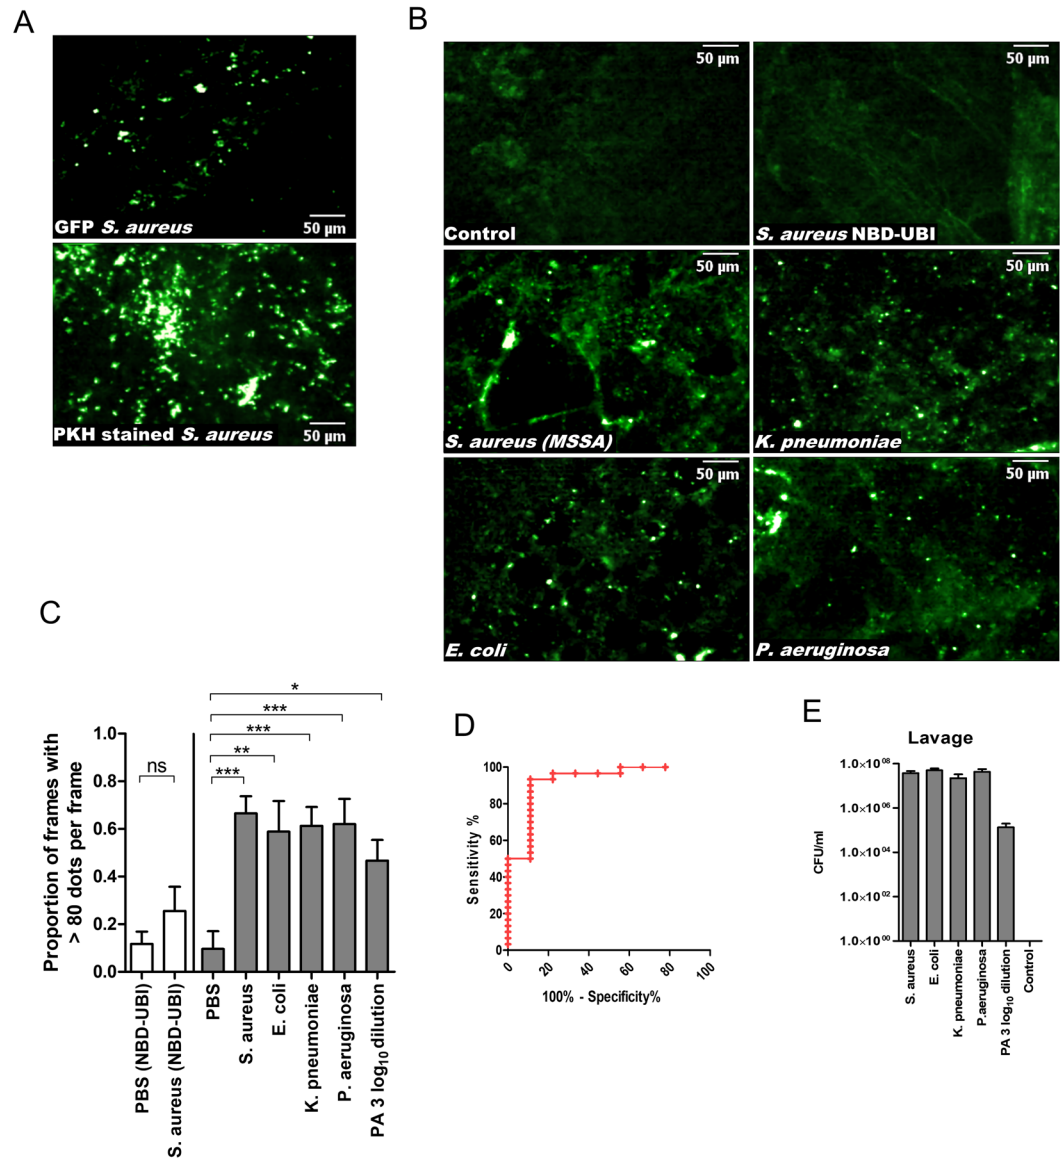 A
GFP S. aureus
50 µm
PKH stained S. aureus
50 µm
B
50 µm
Control
50 µm
S. aureus NBD-UBI
50 µm
S. aureus (MSSA)
50 µm
K. pneumoniae
50 µm
E. coli
50 µm
P. aeruginosa
C
Proportion of frames with
> 80 dots per frame
1.0
0.8
0.6
0.4
0.2
0.0
ns
*
***
***
**
***
PBS (NBD-UBI)
S. aureus (NBD-UBI)
PBS
S. aureus
E. coli
K. pneumoniae
P. aeruginosa
PA 3 log10 dilution
D
Sensitivity %
100
80
60
40
20
0
0
20
40
60
80
100
100% - Specificity%
E
Lavage
CFU/ml
1.0×10^08
1.0×10^06
1.0×10^04
1.0×10^02
1.0×10^00
S. aureus
E. coli
K. pneumoniae
P.aeruginosa
PA 3 log10 dilution
Control